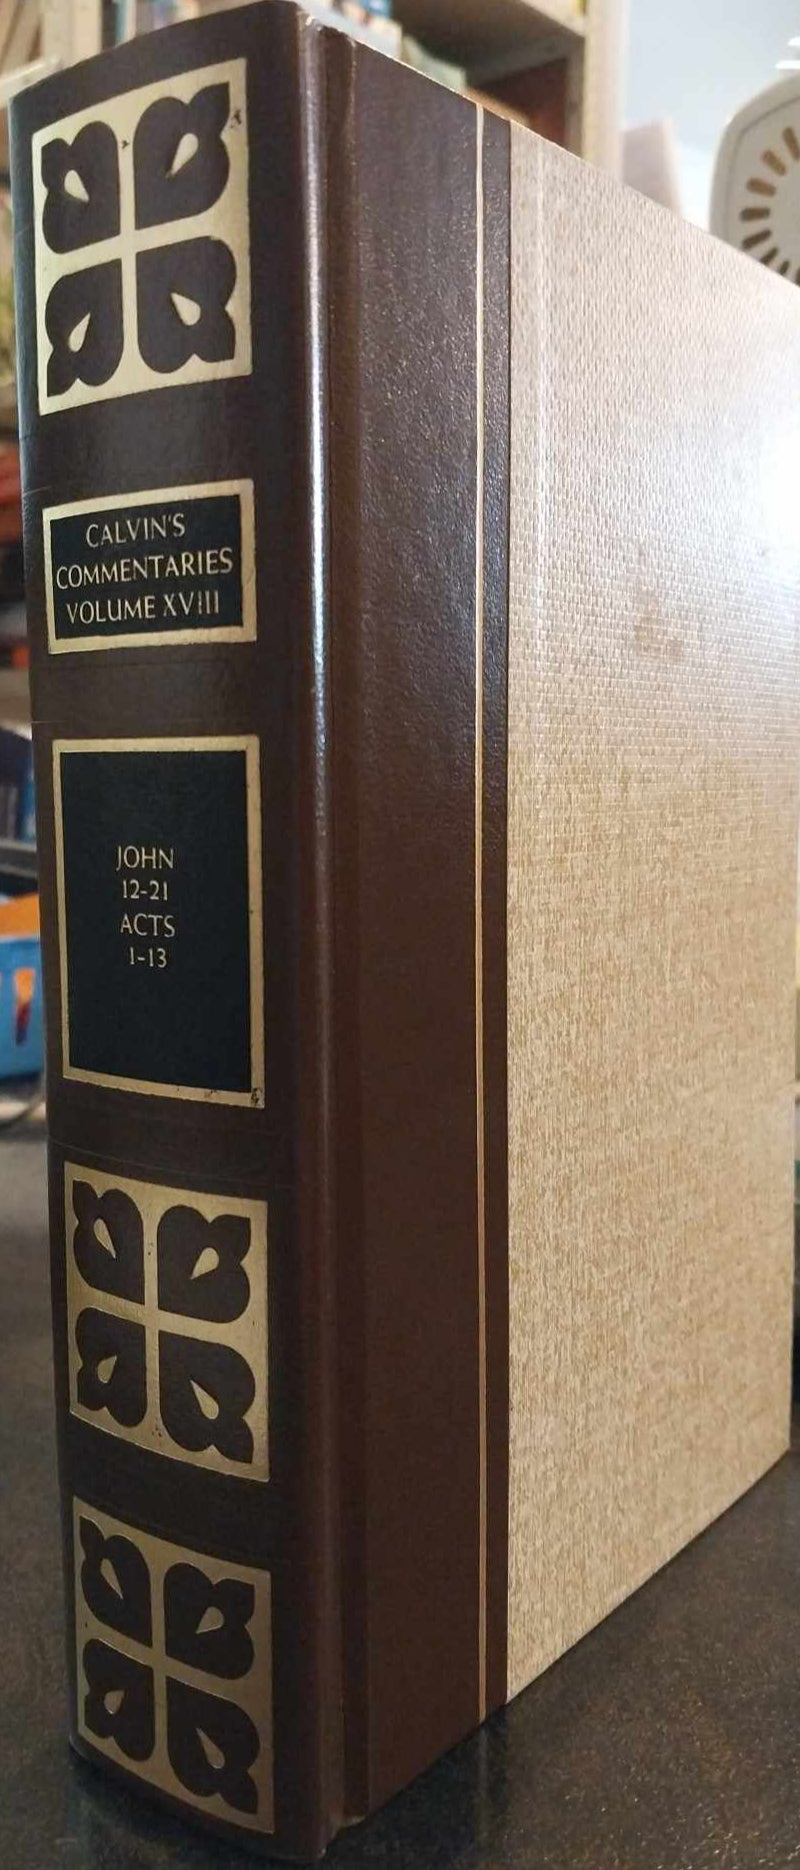 CALVIN'S
COMMENTARIES
VOLUME XVIII
JOHN
12-21
ACTS
1-13